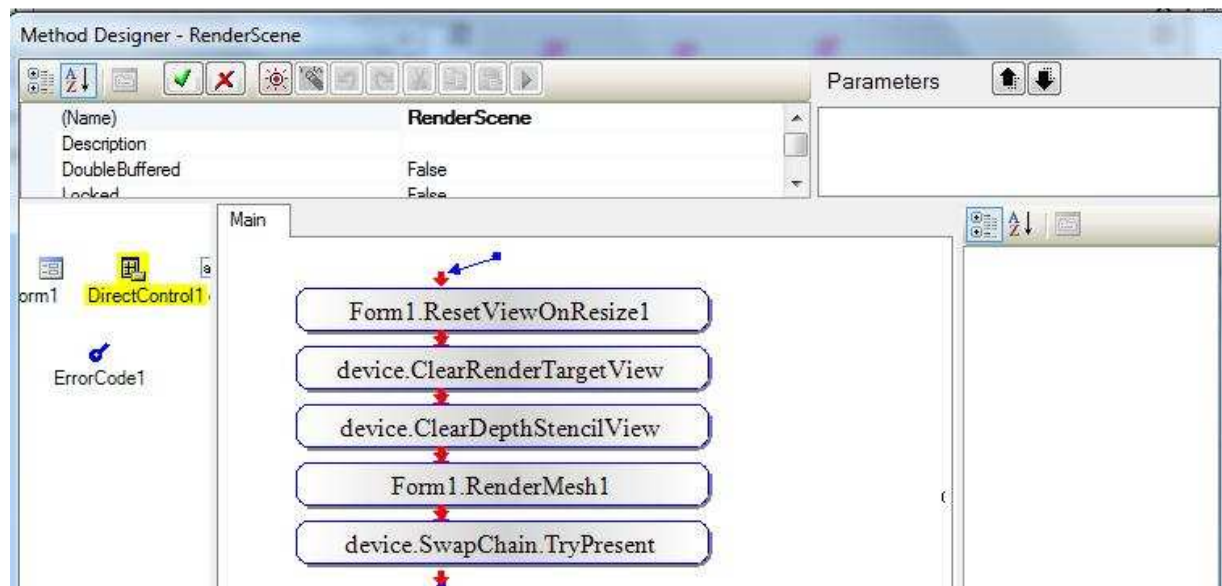 Method Designer - RenderScene
Parameters
(Name) RenderScene
Description
DoubleBuffered False
Locked False
Main
orm1 DirectControl1
ErrorCode1
Form1.ResetViewOnResize1
device.ClearRenderTargetView
device.ClearDepthStencilView
Form1.RenderMesh1
device.SwapChain.TryPresent